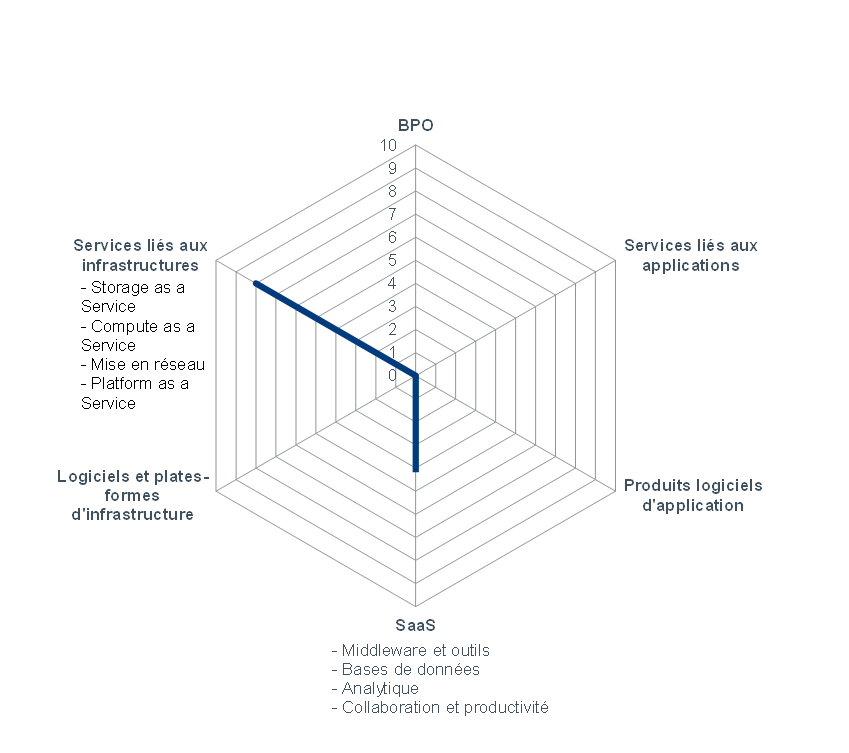 BPO
10
9
8
7
6
5
4
3
2
1
0
Services liés aux
infrastructures
- Storage as a
Service
- Compute as a
Service
- Mise en réseau
- Platform as a
Service
Services liés aux
applications
Logiciels et plates-
formes
d'infrastructure
Produits logiciels
d'application
SaaS
- Middleware et outils
- Bases de données
- Analytique
- Collaboration et productivité